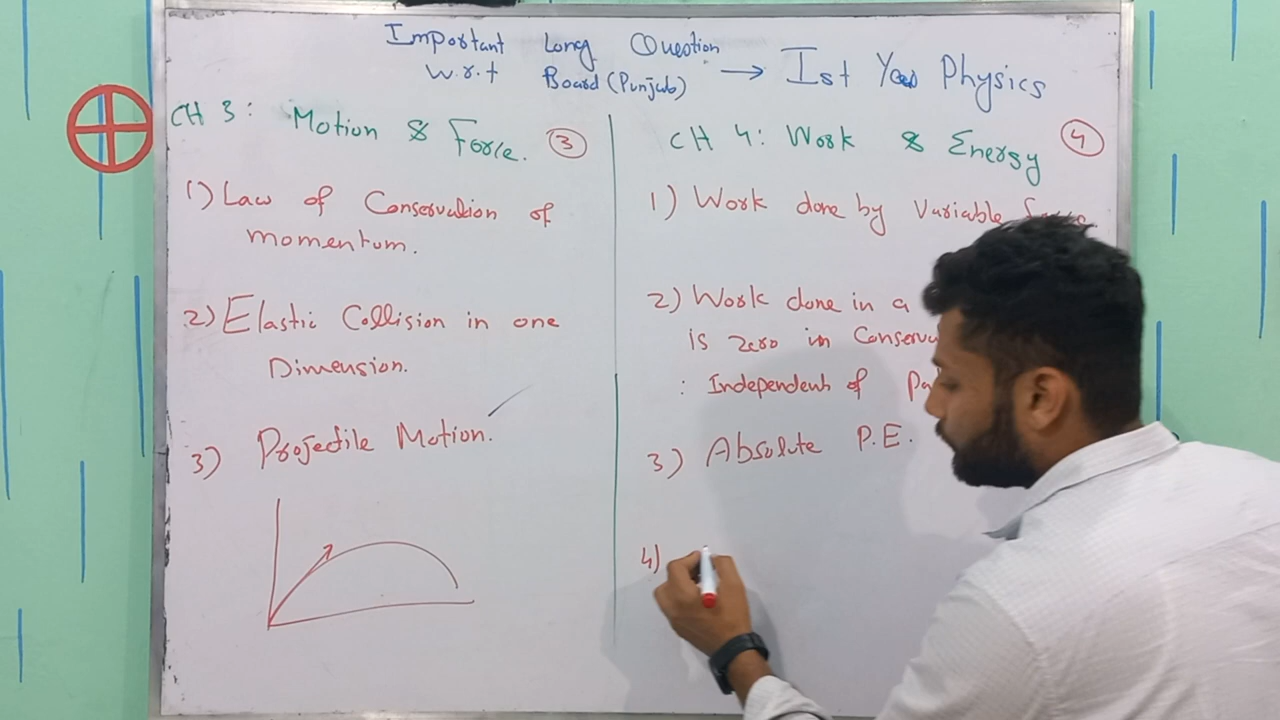 Important Long Question
w.r.t Board (Punjab) → Ist Year Physics
CH 3: Motion & Force. 3
1) Law of Conservation of
momentum.
2) Elastic Collision in one
Dimension.
3) Projectile Motion.
CH 4: Work & Energy 4
1) Work done by Variable
2) Work done in a
is zero in
: Independent of
3) Absolute P.E.
4)